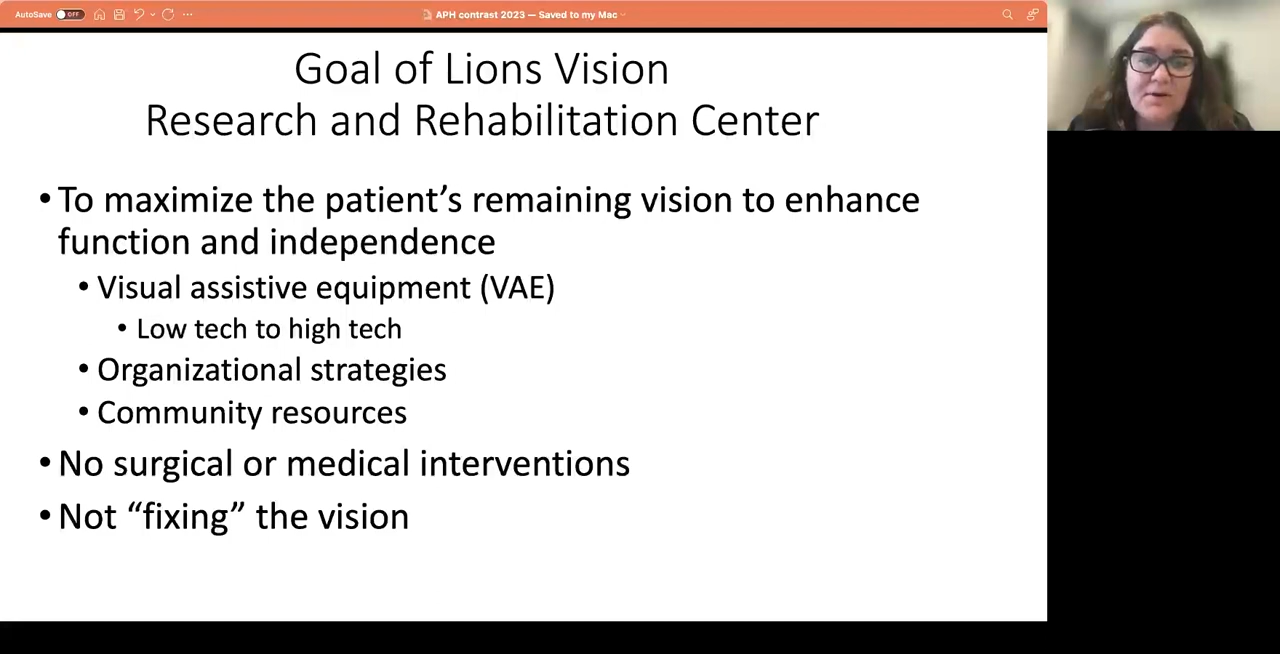 AutoSave OFF
APH contrast 2023 — Saved to my Mac
Goal of Lions Vision
Research and Rehabilitation Center
• To maximize the patient’s remaining vision to enhance
function and independence
• Visual assistive equipment (VAE)
• Low tech to high tech
• Organizational strategies
• Community resources
• No surgical or medical interventions
• Not “fixing” the vision